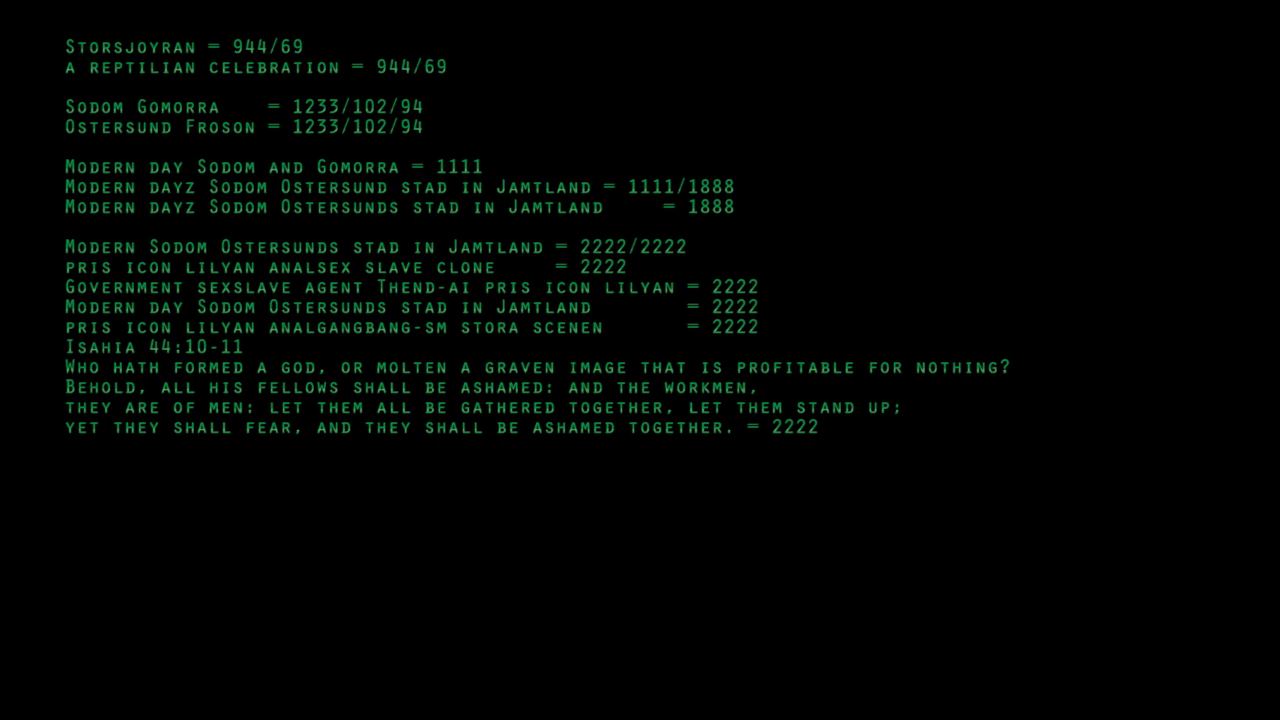 Storsjoyran = 944/69
a reptilian celebration = 944/69
Sodom Gomorra = 1233/102/94
Ostersund Froson = 1233/102/94
Modern day Sodom and Gomorra = 1111
Modern dayz Sodom Ostersund stad in Jamtland = 1111/1888
Modern dayz Sodom Ostersunds stad in Jamtland = 1888
Modern Sodom Ostersunds stad in Jamtland = 2222/2222
pris icon lilyan analsex slave clone = 2222
Government sexslave agent Thend-ai pris icon lilyan = 2222
Modern day Sodom Ostersunds stad in Jamtland = 2222
pris icon lilyan analgangbang-sm stora scenen = 2222
Isahia 44:10-11
Who hath formed a god, or molten a graven image that is profitable for nothing?
Behold, all his fellows shall be ashamed: and the workmen,
they are of men: let them all be gathered together, let them stand up;
yet they shall fear, and they shall be ashamed together. = 2222